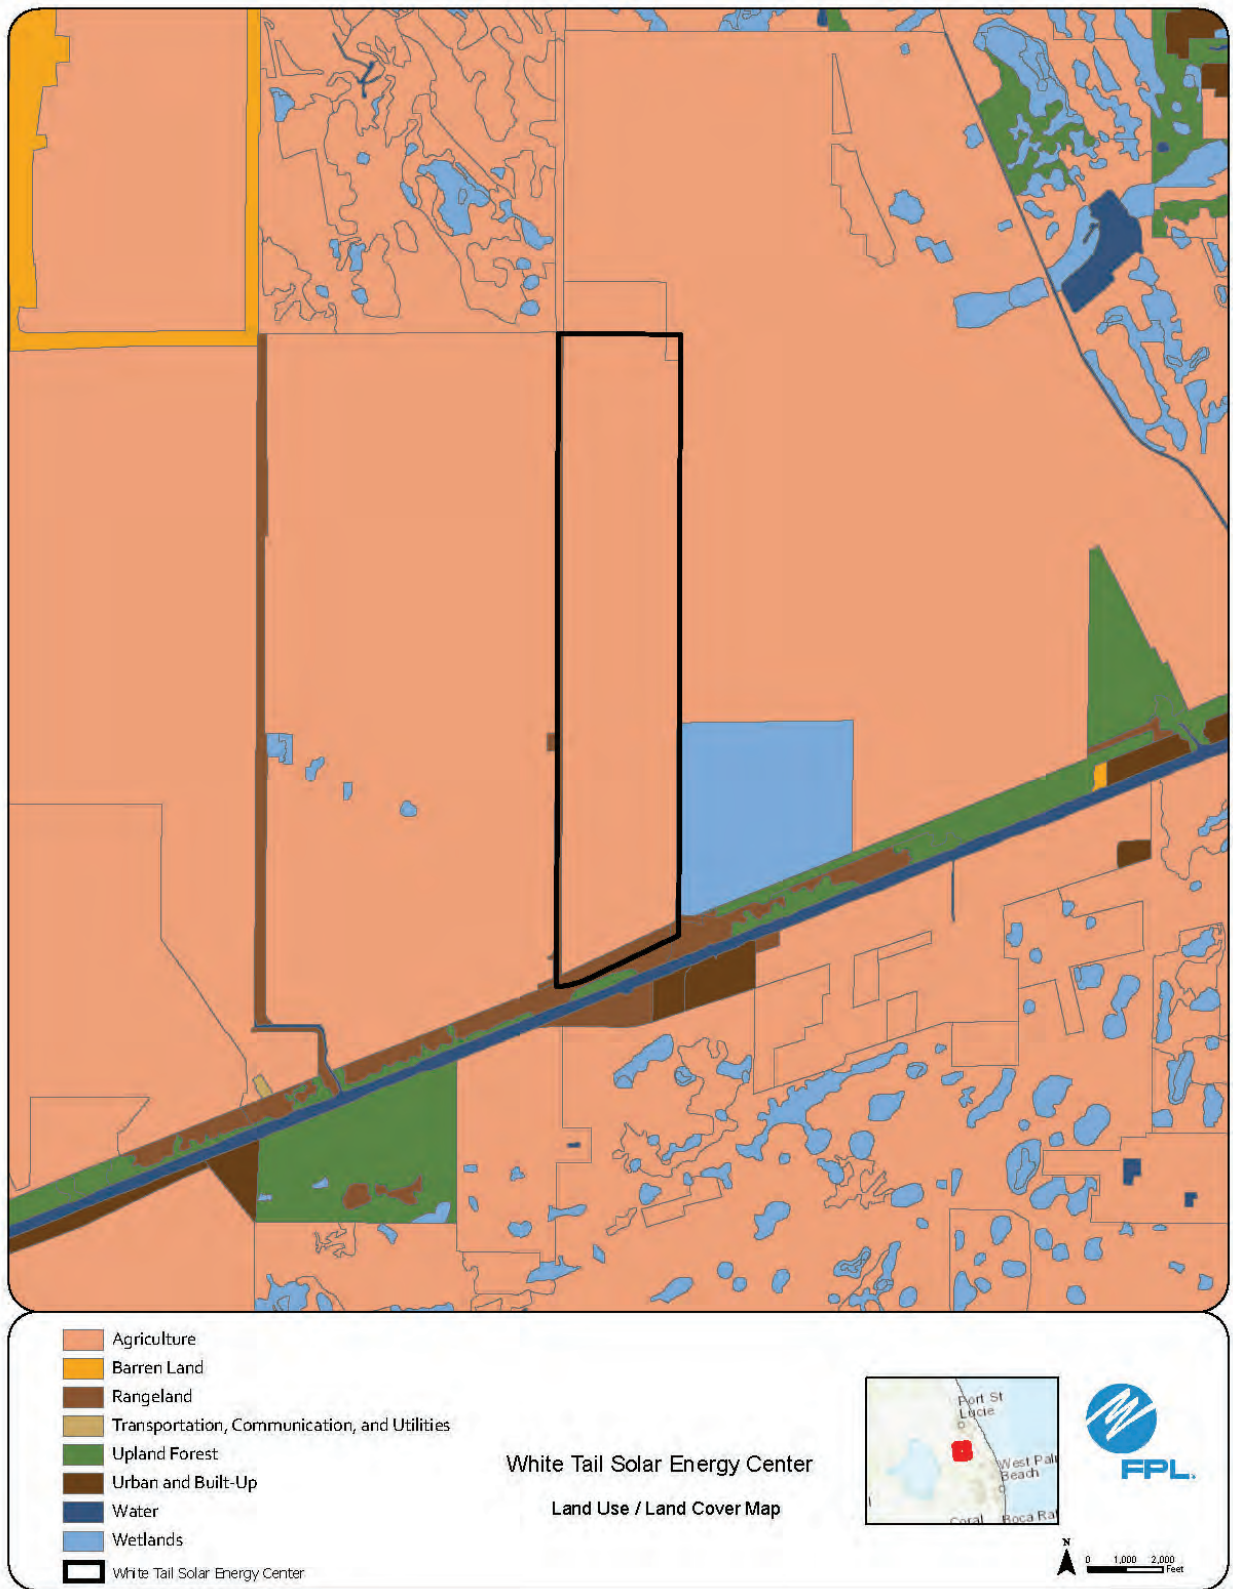 Agriculture
Barren Land
Rangeland
Transportation, Communication, and Utilities
Upland Forest
Urban and Built-Up
Water
Wetlands
White Tail Solar Energy Center
White Tail Solar Energy Center
Land Use / Land Cover Map
Port St
Lucie
West Pal
Beach
Coral
Boca Ra
FPL.
N
0 1,000 2,000
Feet